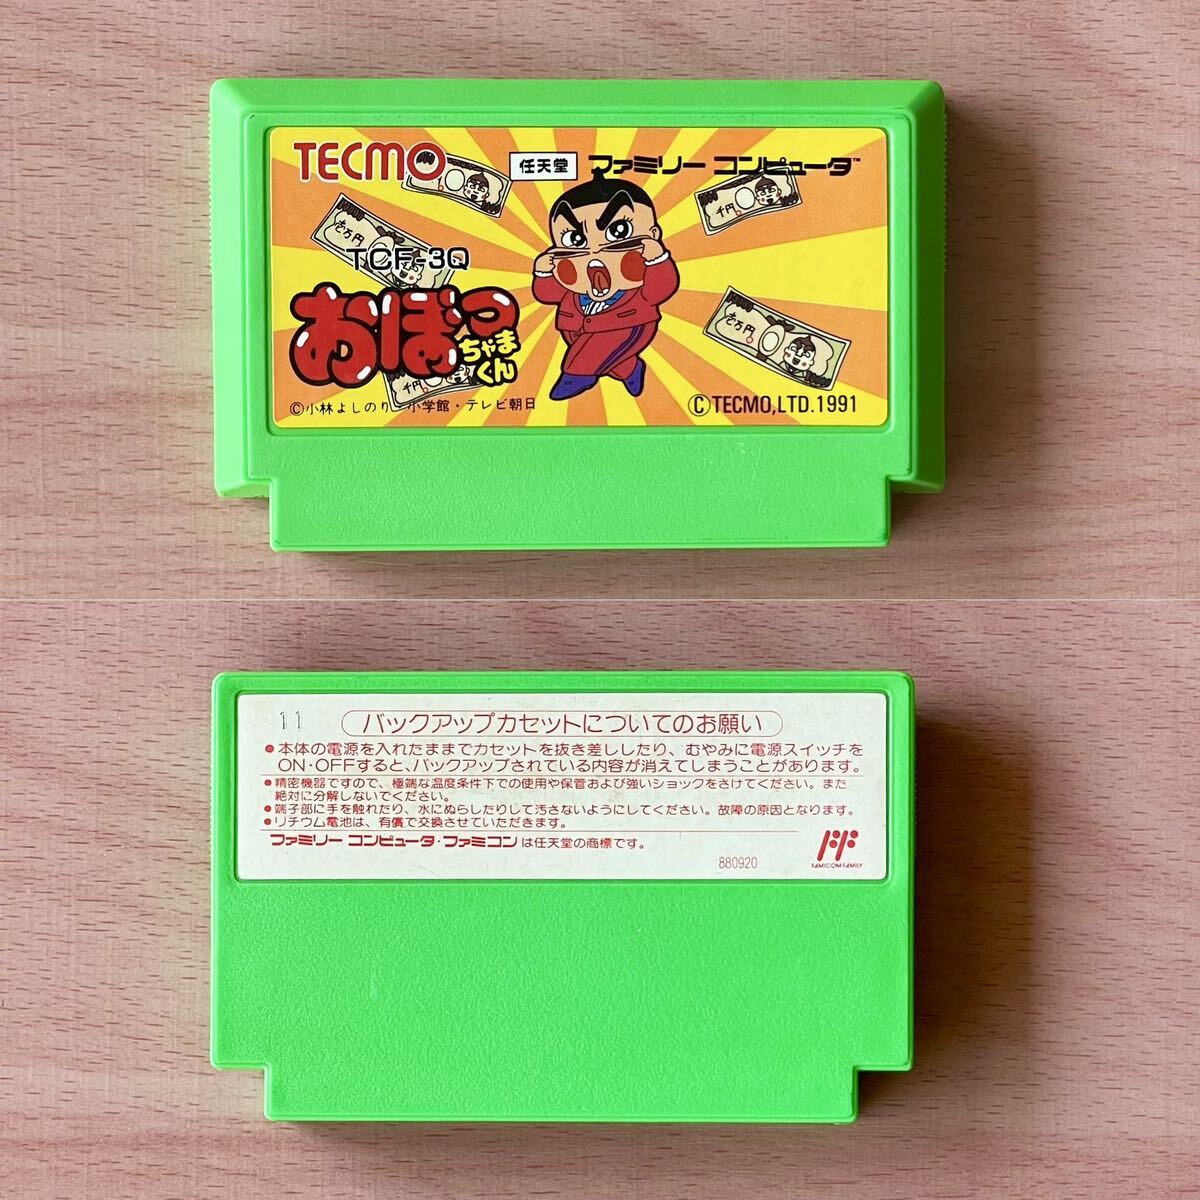 TECMO
任天堂 ファミリー コンピュータ™
TCF-3Q
おぼっ
ちゃま
くん
壱万円
千円
壱万円
千円
©小林よしのり・小学館・テレビ朝日
© TECMO,LTD.1991
11
バックアップカセットについてのお願い
●本体の電源を入れたままでカセットを抜き差ししたり、むやみに電源スイッチを
ON・OFFすると、バックアップされている内容が消えてしまうことがあります。
●精密機器ですので、極端な温度条件下での使用や保管および強いショックをさけてください。また
絶対に分解しないでください。
●端子部に手を触れたり、水にぬらしたりして汚さないようにしてください。故障の原因となります。
●リチウム電池は、有償で交換させていただきます。
ファミリー コンピュータ・ファミコンは任天堂の商標です。
880920
FAMICOM FAMILY